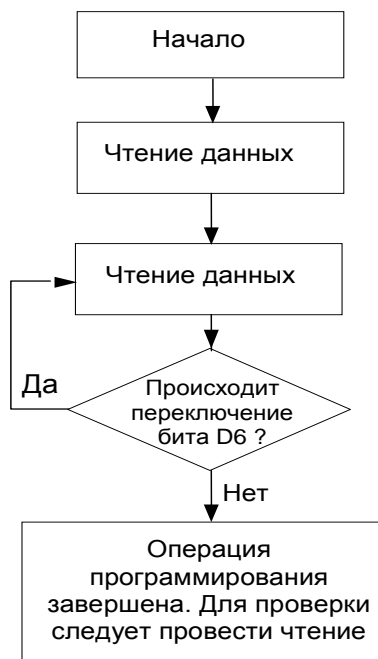 Начало
Чтение данных
Чтение данных
Да
Происходит
переключение
бита D6 ?
Нет
Операция
программирования
завершена. Для проверки
следует провести чтение